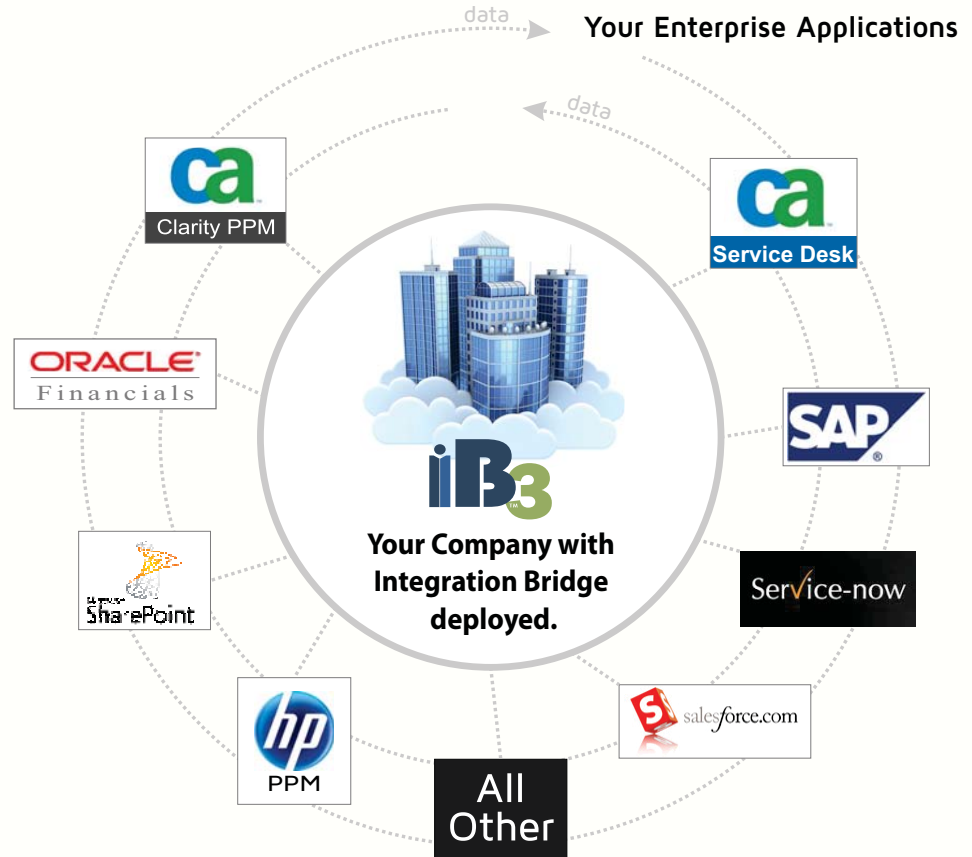 data
Your Enterprise Applications
data
ca
Clarity PPM
ca
Service Desk
ORACLE®
Financials
SAP
®
iB3
™
Your Company with
Integration Bridge
deployed.
SharePoint
Service-now
hp
PPM
S
salesforce.com
All
Other